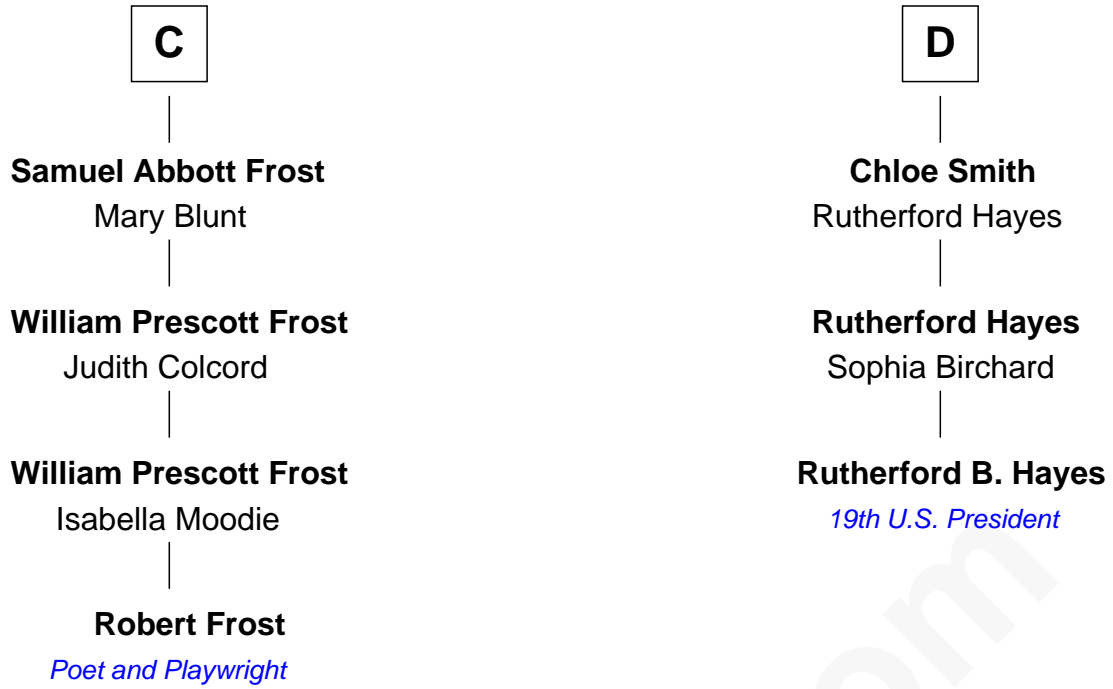 C
Samuel Abbott Frost
Mary Blunt
William Prescott Frost
Judith Colcord
William Prescott Frost
Isabella Moodie
Robert Frost
Poet and Playwright
D
Chloe Smith
Rutherford Hayes
Rutherford Hayes
Sophia Birchard
Rutherford B. Hayes
19th U.S. President